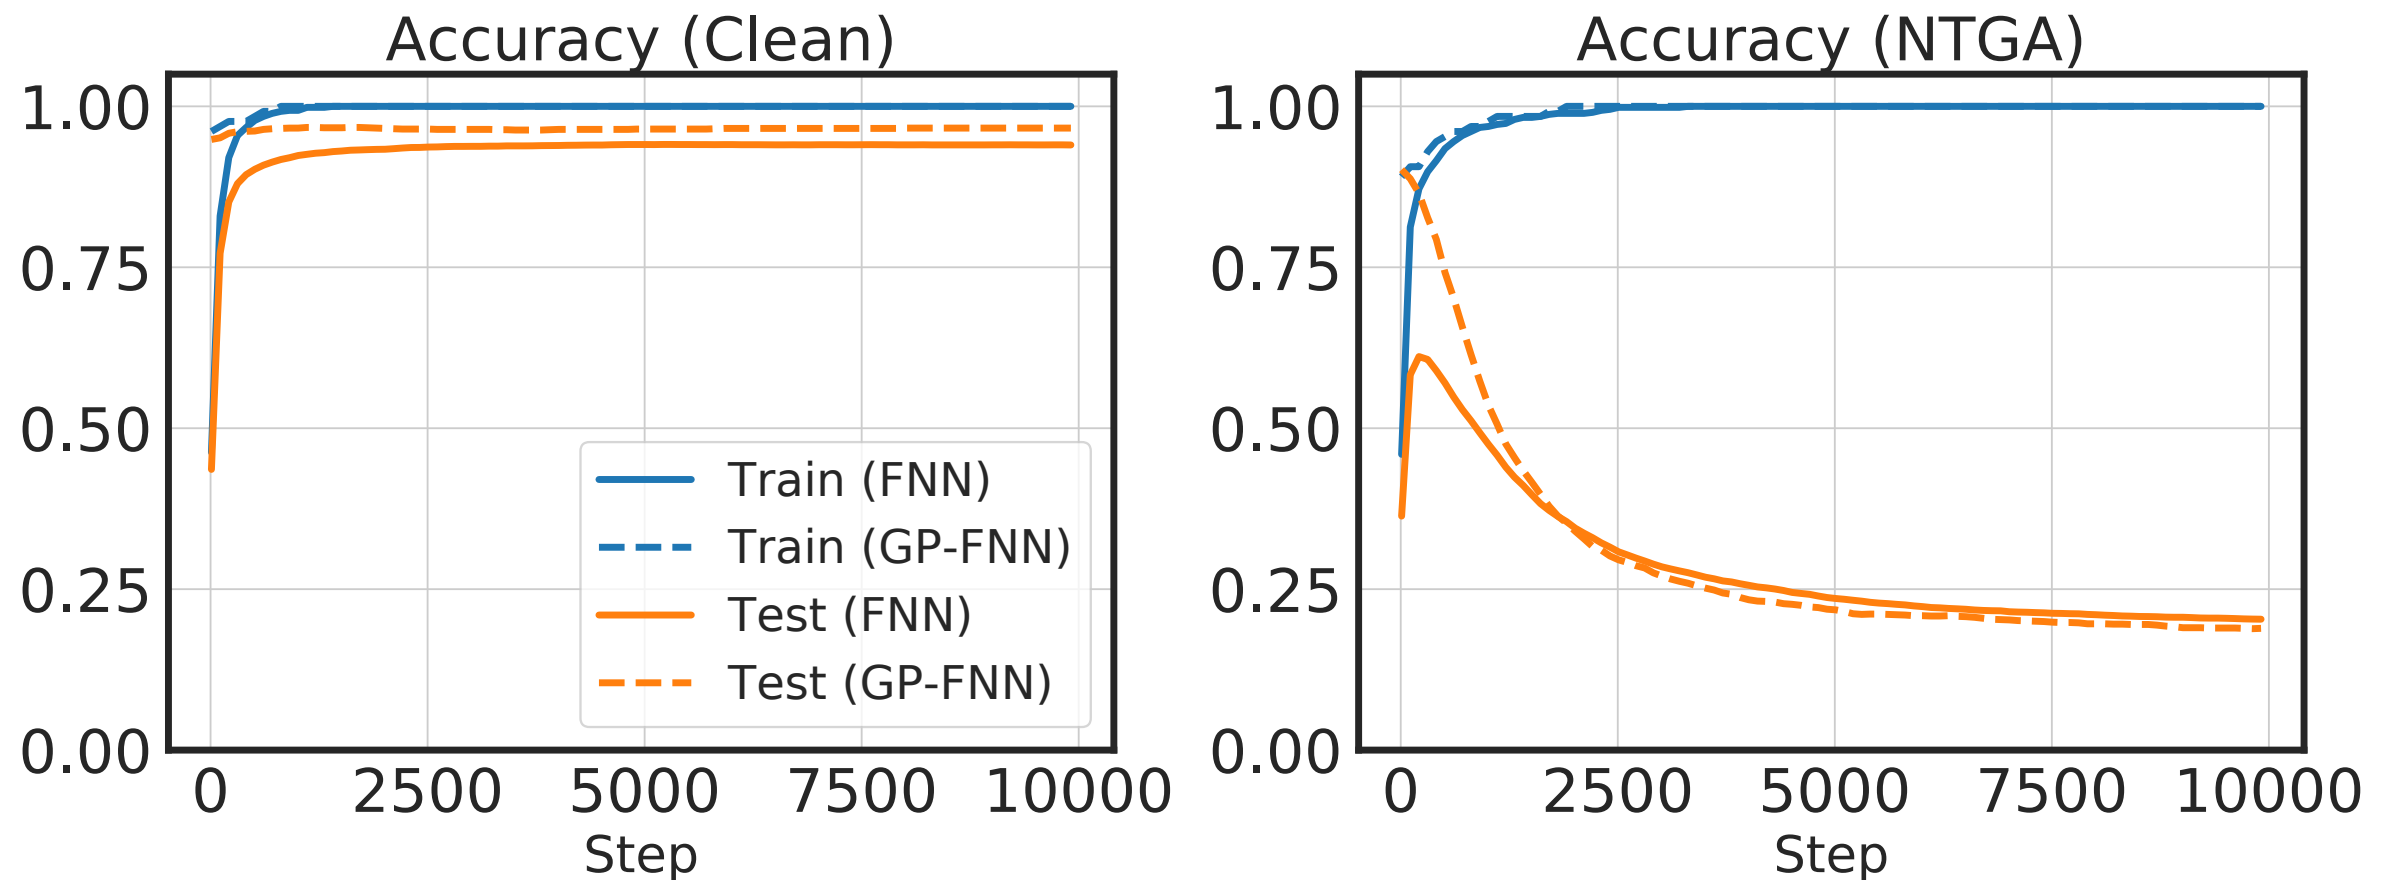 Accuracy (Clean)
1.00
0.75
0.50
0.25
0.00
0 2500 5000 7500 10000
Step
Train (FNN)
Train (GP-FNN)
Test (FNN)
Test (GP-FNN)
Accuracy (NTGA)
1.00
0.75
0.50
0.25
0.00
0 2500 5000 7500 10000
Step